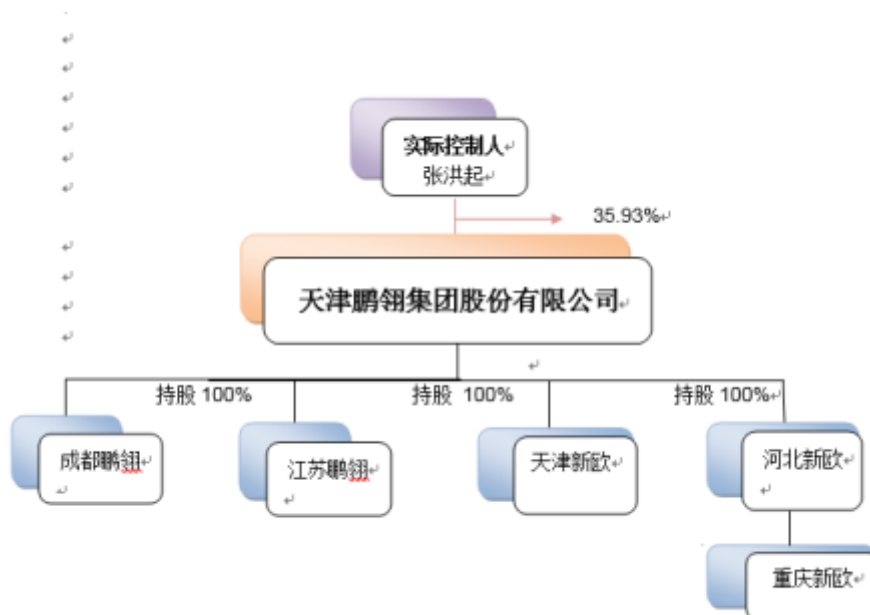 实际控制人
张洪起
35.93%
天津鹏翎集团股份有限公司
持股 100%
持股 100%
持股 100%
成都鹏翎
江苏鹏翎
天津新欧
河北新欧
重庆新欧